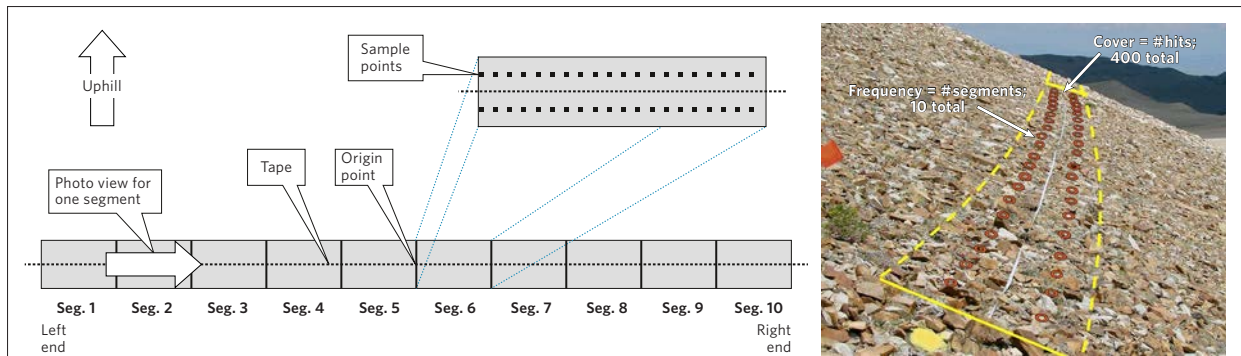 Uphill
Sample
points
Photo view for
one segment
Tape
Origin
point
Seg. 1
Seg. 2
Seg. 3
Seg. 4
Seg. 5
Seg. 6
Seg. 7
Seg. 8
Seg. 9
Seg. 10
Left
end
Right
end
Cover = #hits;
400 total
Frequency = #segments;
10 total